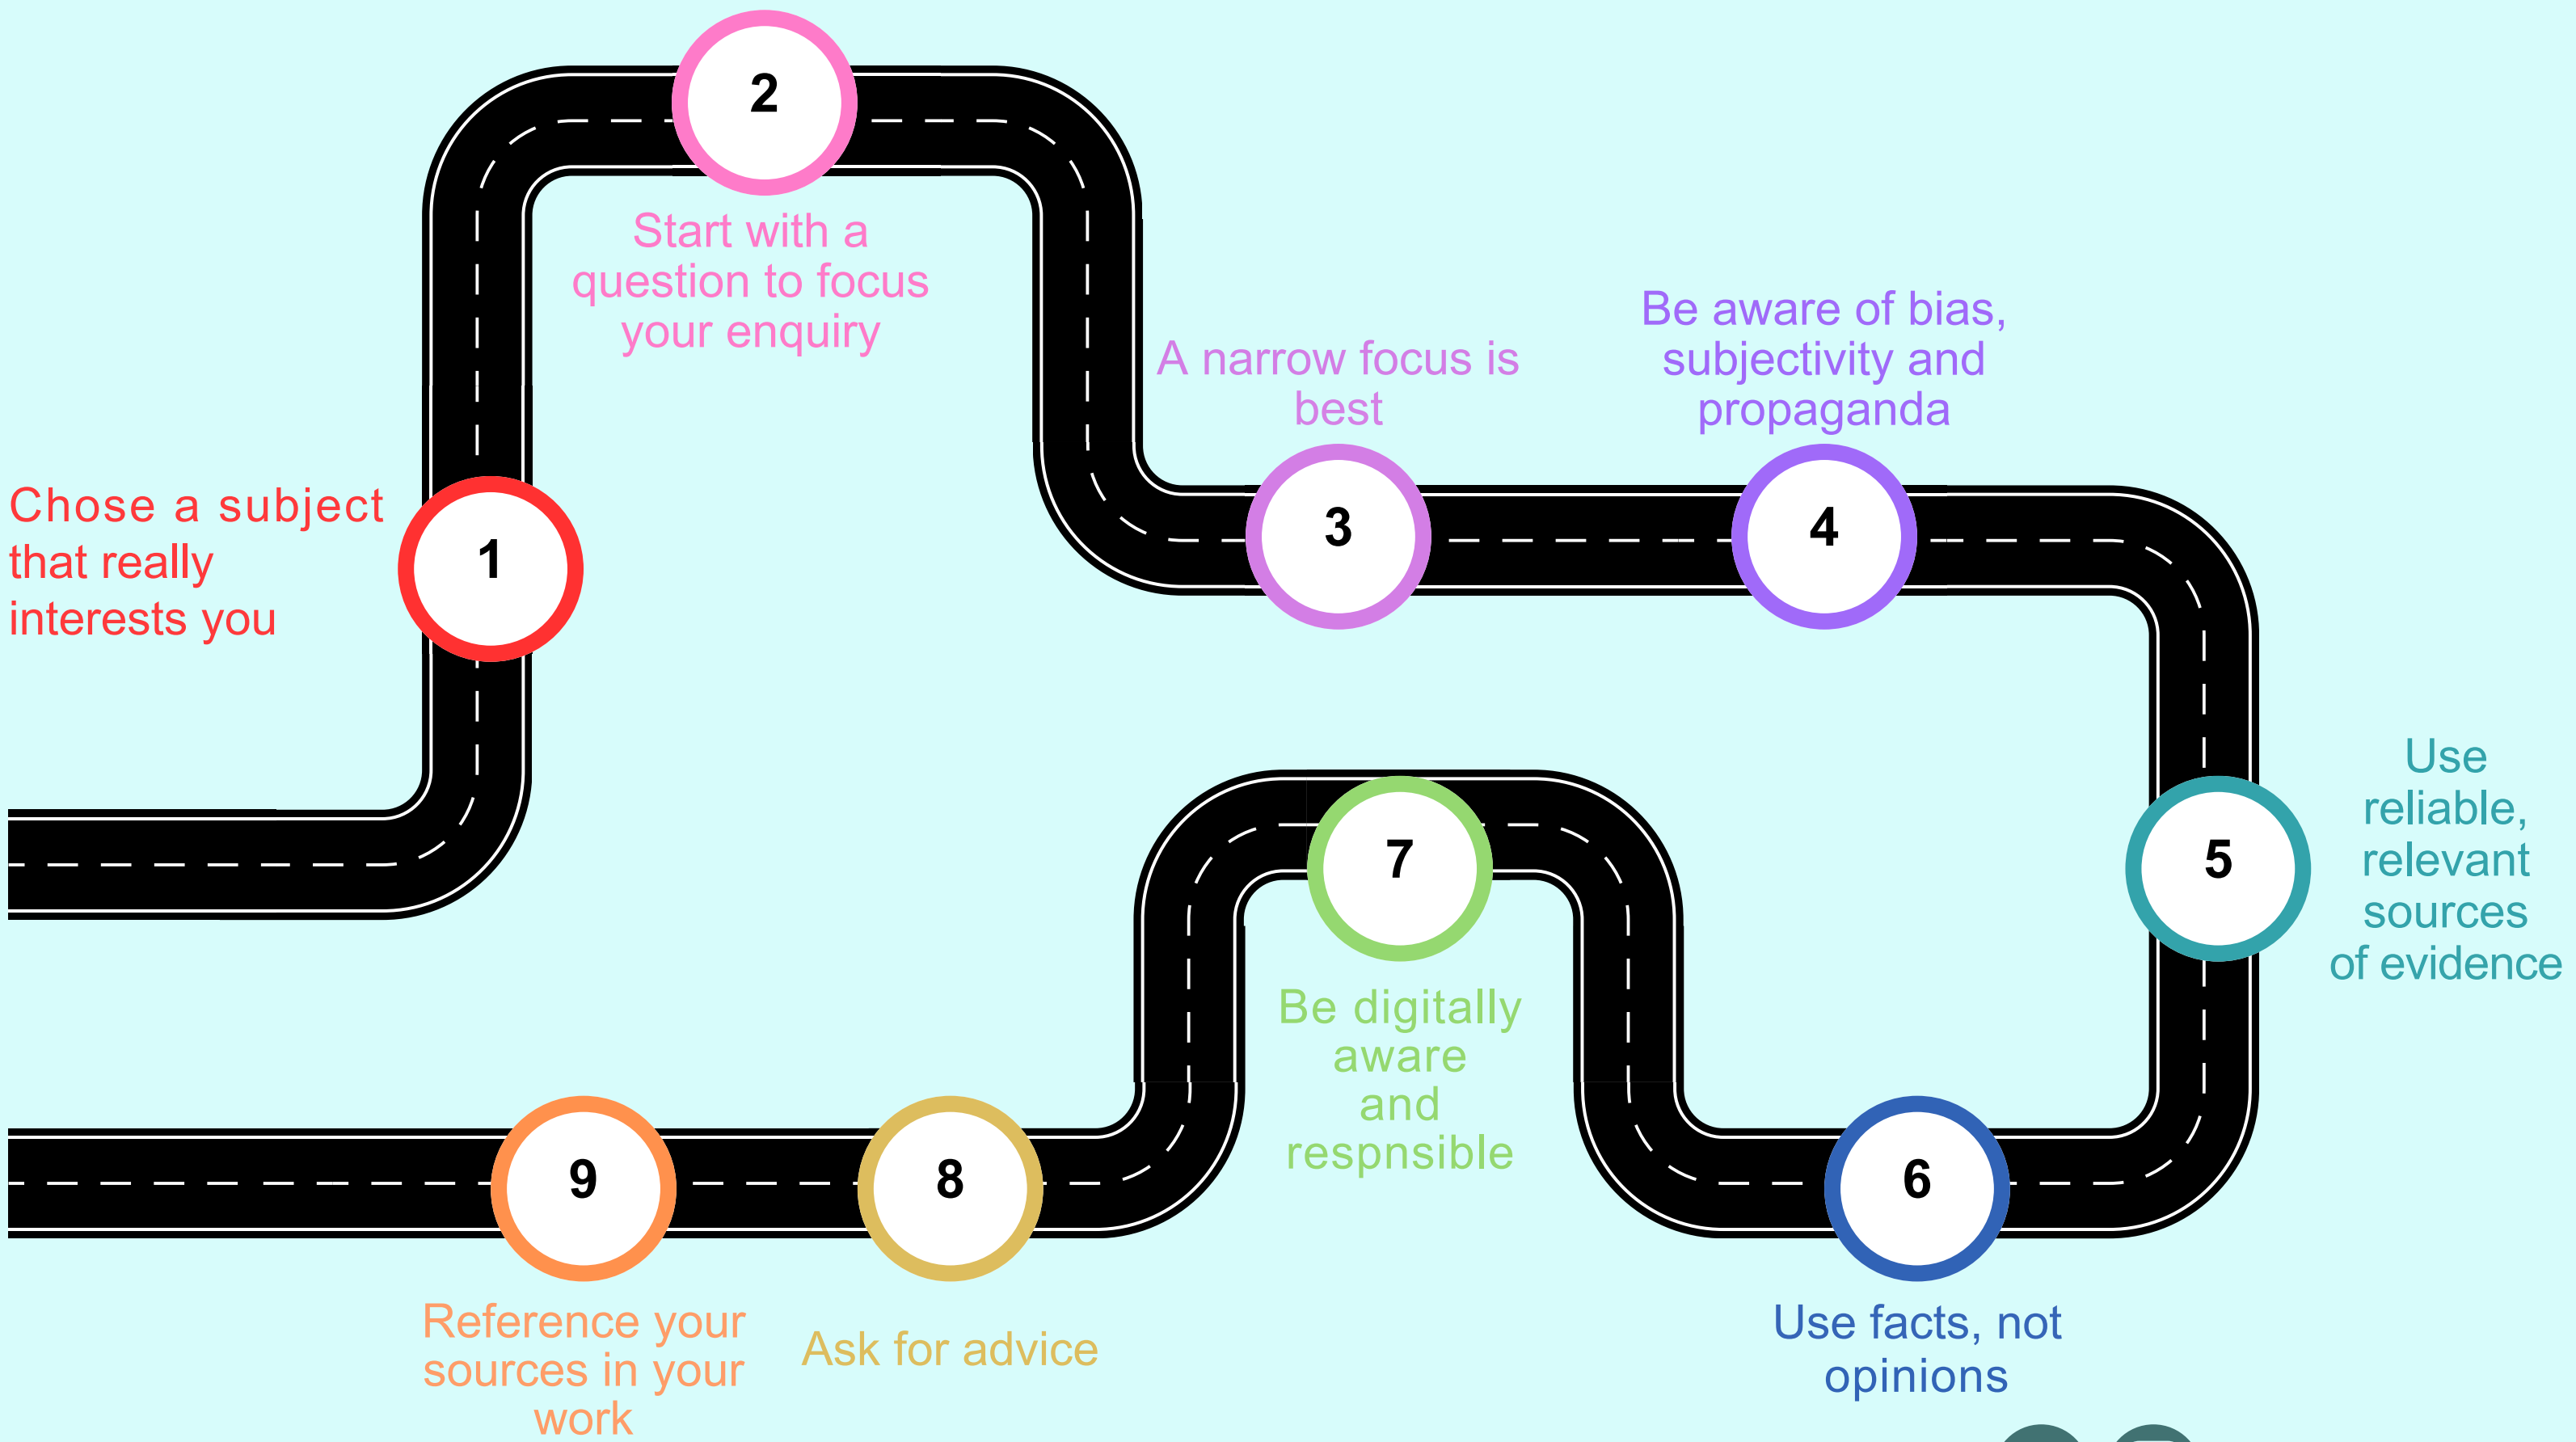 1
Chose a subject
that really
interests you
2
Start with a
question to focus
your enquiry
3
A narrow focus is
best
4
Be aware of bias,
subjectivity and
propaganda
5
Use
reliable,
relevant
sources
of evidence
6
Use facts, not
opinions
7
Be digitally
aware
and
respnsible
8
Ask for advice
9
Reference your
sources in your
work